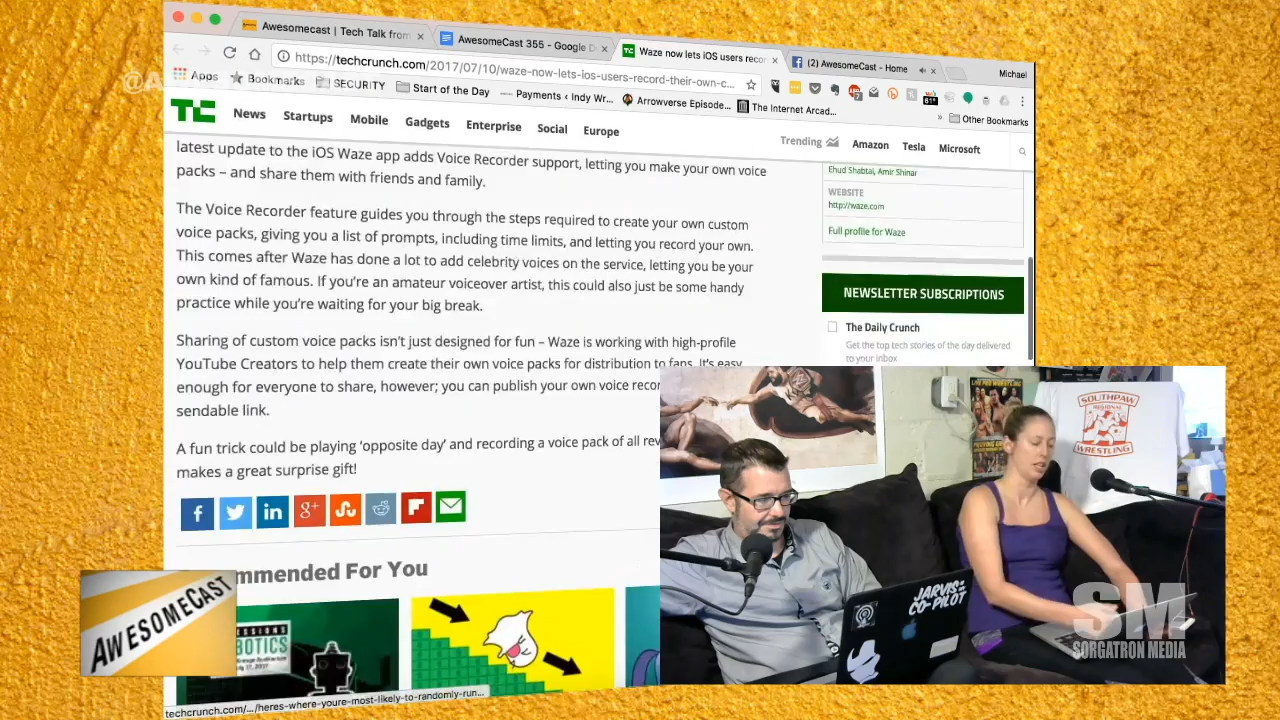 Awesomecast | Tech Talk from
AwesomeCast 355 - Google D
Waze now lets iOS users reco
(2) AwesomeCast - Home
Michael
https://techcrunch.com/2017/07/10/waze-now-lets-ios-users-record-their-own-c...
Apps
Bookmarks
SECURITY
Start of the Day
Payments ‹ Indy Wr...
Arrowverse Episode...
The Internet Arcad...
61°
Other Bookmarks
TC
News
Startups
Mobile
Gadgets
Enterprise
Social
Europe
Trending
Amazon
Tesla
Microsoft
latest update to the iOS Waze app adds Voice Recorder support, letting you make your own voice
packs – and share them with friends and family.
The Voice Recorder feature guides you through the steps required to create your own custom
voice packs, giving you a list of prompts, including time limits, and letting you record your own.
This comes after Waze has done a lot to add celebrity voices on the service, letting you be your
own kind of famous. If you're an amateur voiceover artist, this could also just be some handy
practice while you're waiting for your big break.
Sharing of custom voice packs isn't just designed for fun – Waze is working with high-profile
YouTube Creators to help them create their own voice packs for distribution to fans. It's easy
enough for everyone to share, however; you can publish your own voice recor
sendable link.
A fun trick could be playing 'opposite day' and recording a voice pack of all rev
makes a great surprise gift!
Ehud Shabtai, Amir Shinar
WEBSITE
http://waze.com
Full profile for Waze
NEWSLETTER SUBSCRIPTIONS
The Daily Crunch
Get the top tech stories of the day delivered
to your inbox
mmended For You
ESSIONS
BOTICS
techcrunch.com/.../heres-where-youre-most-likely-to-randomly-run...
AWESOMECAST
LIVE PRO WRESTLING
SOUTHPAW
REGIONAL
WRESTLING
JARVIS IS
CO-PILOT
SM
SORGATRON MEDIA